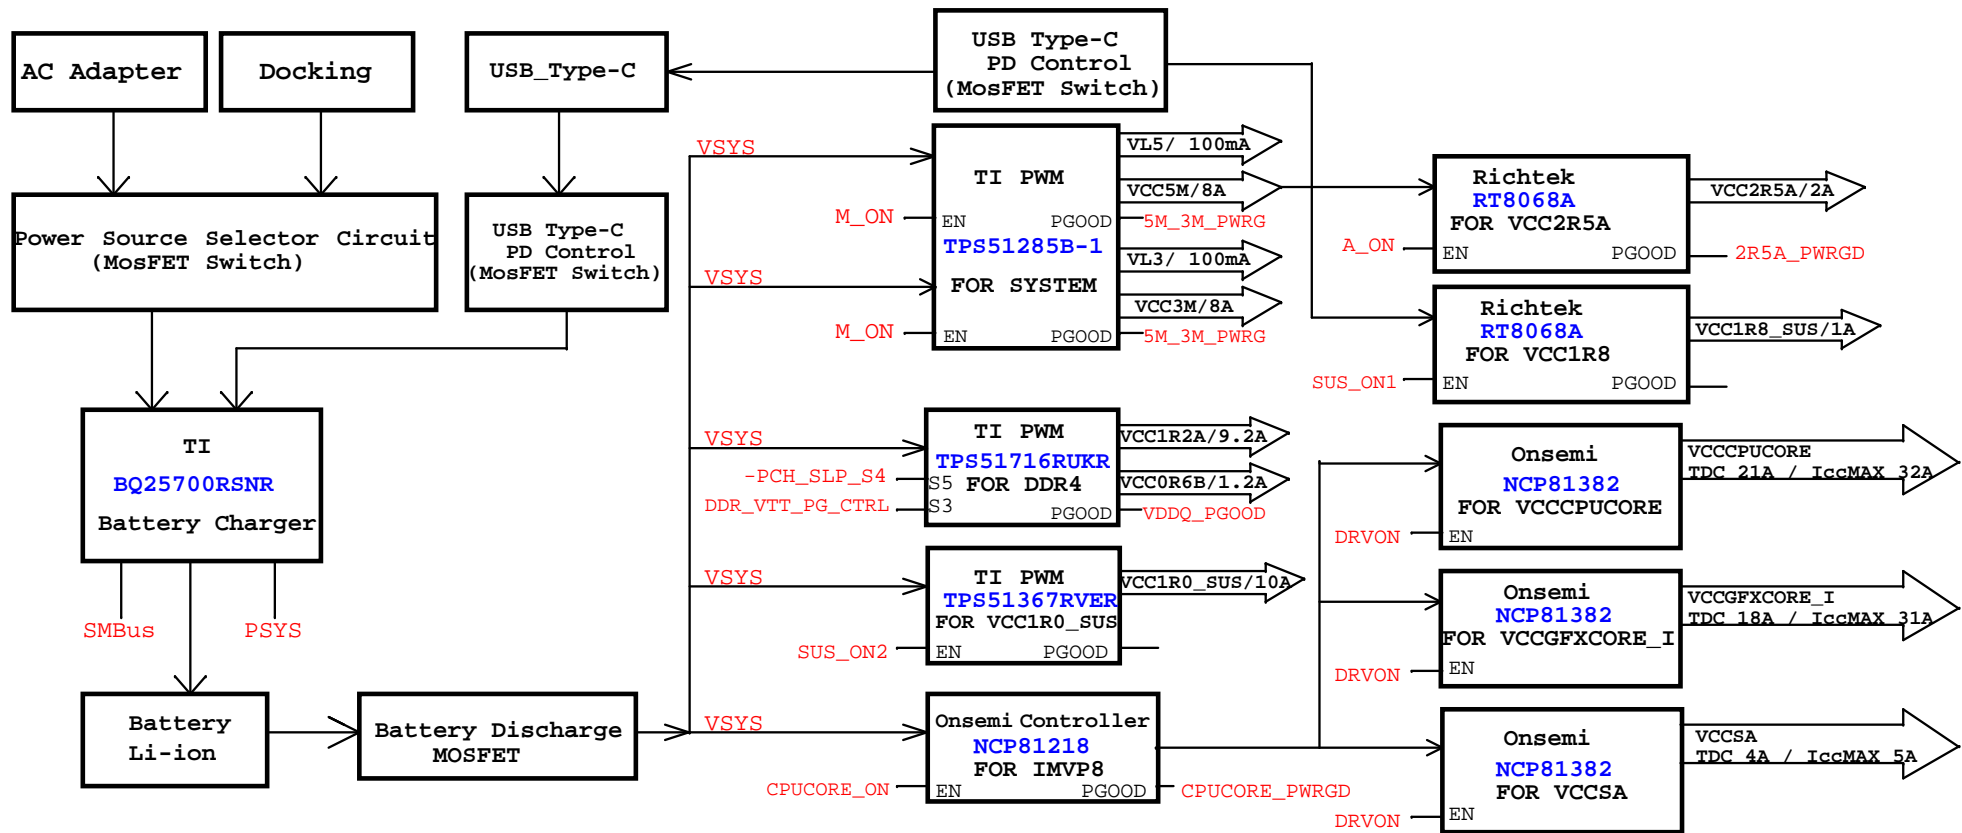 AC Adapter
Docking
USB_Type-C
USB Type-C
PD Control
(MosFET Switch)
Power Source Selector Circuit
(MosFET Switch)
USB Type-C
PD Control
(MosFET Switch)
TI
BQ25700RSNR
Battery Charger
SMBus
PSYS
Battery
Li-ion
Battery Discharge
MOSFET
VSYS
VSYS
M_ON
M_ON
TI PWM
EN
PGOOD
TPS51285B-1
FOR SYSTEM
EN
PGOOD
VL5/ 100mA
VCC5M/8A
5M_3M_PWRG
VL3/ 100mA
VCC3M/8A
5M_3M_PWRG
Richtek
RT8068A
FOR VCC2R5A
A_ON
EN
PGOOD
VCC2R5A/2A
2R5A_PWRGD
Richtek
RT8068A
FOR VCC1R8
SUS_ON1
EN
PGOOD
VCC1R8_SUS/1A
VSYS
-PCH_SLP_S4
DDR_VTT_PG_CTRL
TI PWM
TPS51716RUKR
S5
FOR DDR4
S3
PGOOD
VCC1R2A/9.2A
VCC0R6B/1.2A
VDDQ_PGOOD
VSYS
SUS_ON2
TI PWM
TPS51367RVER
FOR VCC1R0_SUS
EN
PGOOD
VCC1R0_SUS/10A
VSYS
CPUCORE_ON
Onsemi Controller
NCP81218
FOR IMVP8
EN
PGOOD
CPUCORE_PWRGD
Onsemi
NCP81382
FOR VCCCPUCORE
DRVON
EN
VCCCPUCORE
TDC 21A / IccMAX 32A
Onsemi
NCP81382
FOR VCCGFXCORE_I
DRVON
EN
VCCGFXCORE_I
TDC 18A / IccMAX 31A
Onsemi
NCP81382
FOR VCCSA
DRVON
EN
VCCSA
TDC 4A / IccMAX 5A